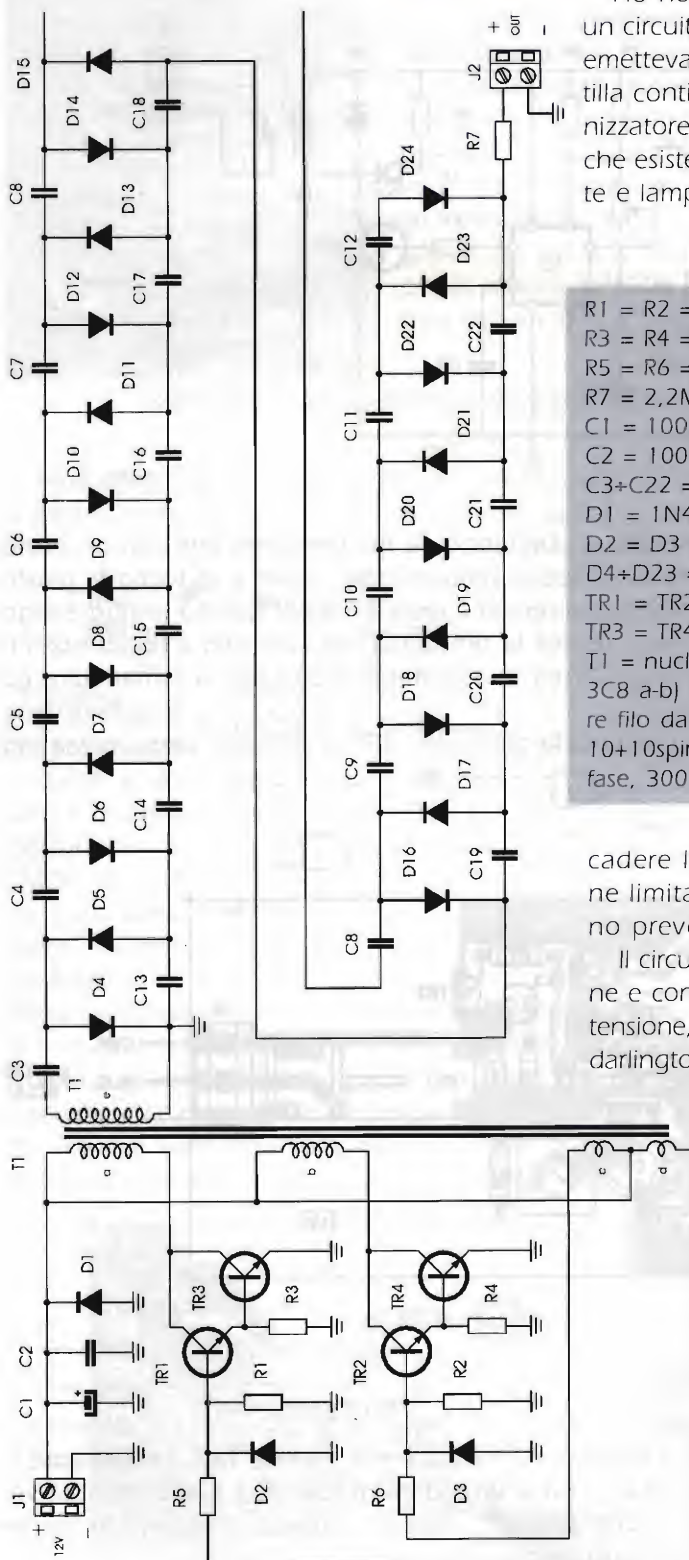 un circuit
emetteva
tilla conti
nizzatore
che esiste
te e lamp
R1 = R2 =
R3 = R4 =
R5 = R6 =
R7 = 2,2M
C1 = 100
C2 = 100
C3÷C22 =
D1 = 1N4
D2 = D3
D4÷D23 =
TR1 = TR2
TR3 = TR4
T1 = nucl
3C8 a-b)
re filo da
10+10spir
fase, 300
cadere l
ne limita
no preve
Il circu
ne e con
tensione,
darlingto
C3 C4 C5 C6 C7 C8
D4 D5 D6 D7 D8 D9 D10 D11 D12 D13 D14 D15
C13 C14 C15 C16 C17 C18
C8 C9 C10 C11 C12
D16 D17 D18 D19 D20 D21 D22 D23 D24
C19 C20 C21 C22
R7
J2
+
OUT
-
T1
T1
e
a
b
c
d
J1
+
12V
-
C1
+
C2
D1
TR1
TR3
R3
R1
D2
R5
TR2
TR4
R4
R2
D3
R6